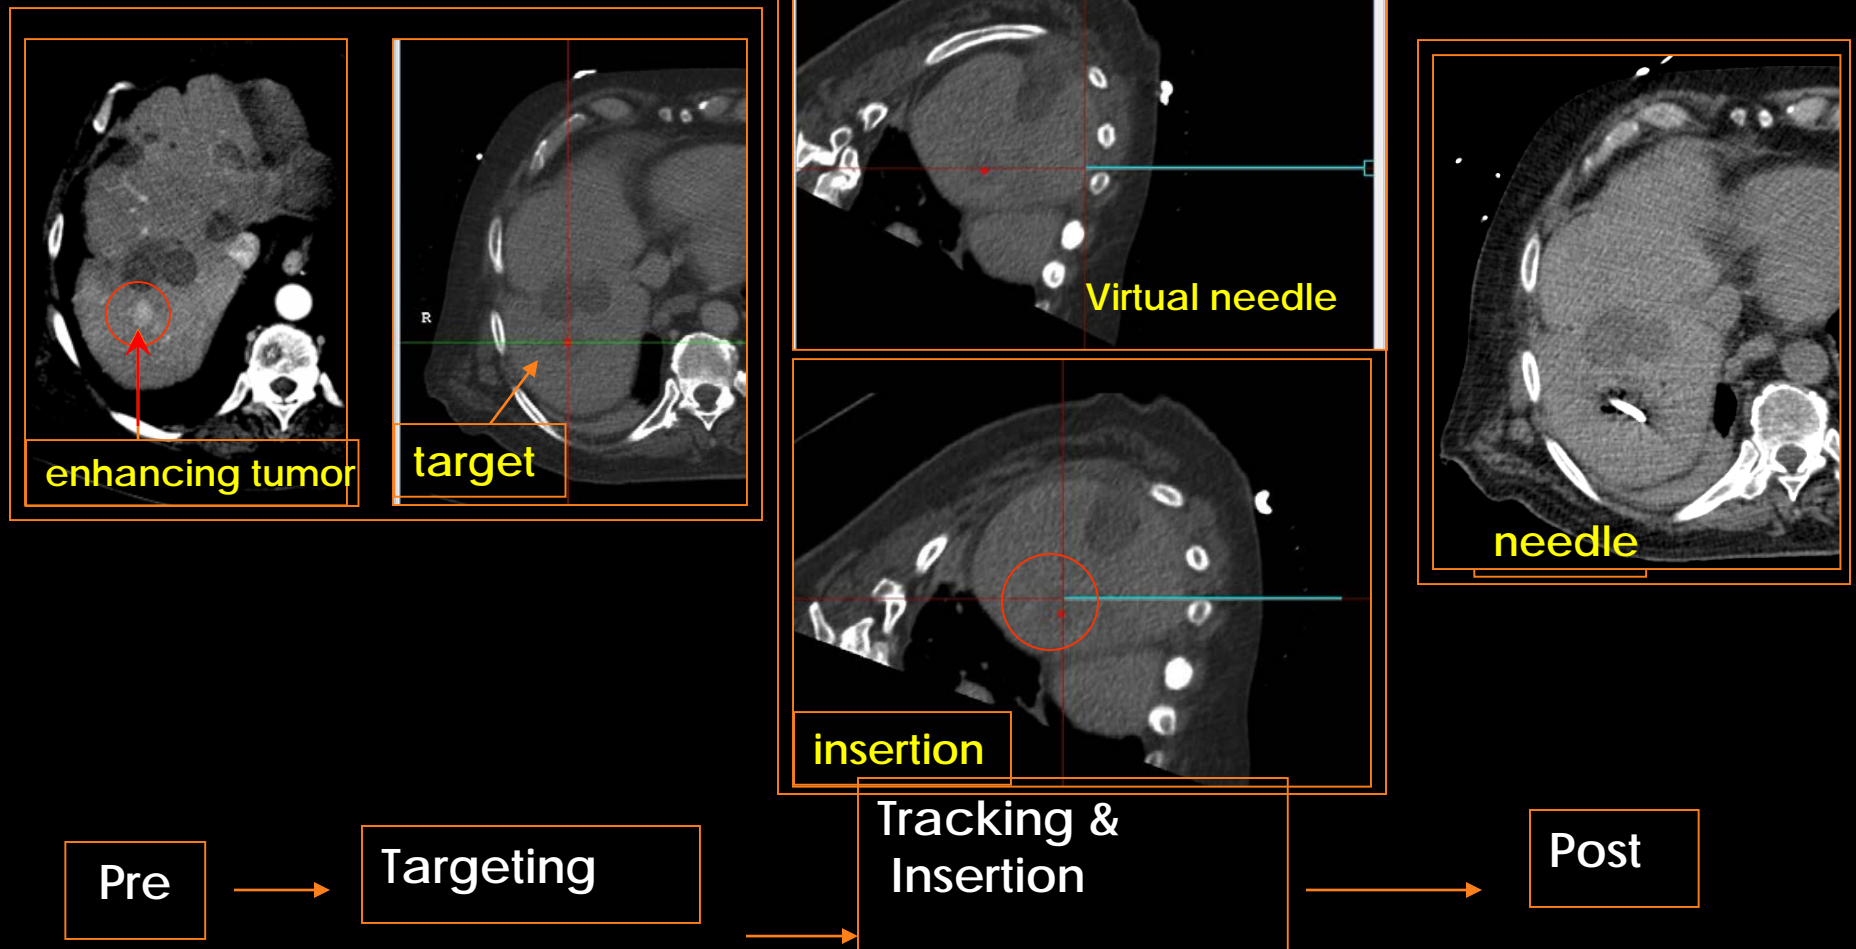 enhancing tumor
R
target
Virtual needle
insertion
needle
Pre
Targeting
Tracking &
Insertion
Post